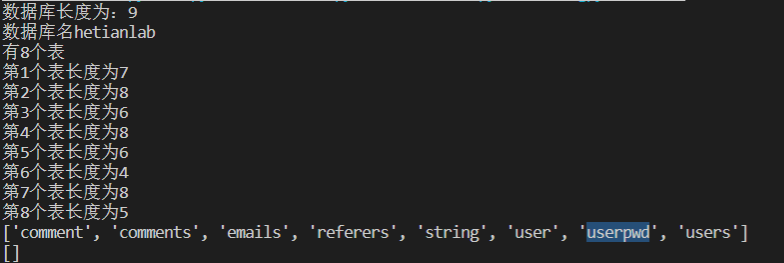 数据库长度为：9
数据库名hetianlab
有8个表
第1个表长度为7
第2个表长度为8
第3个表长度为6
第4个表长度为8
第5个表长度为6
第6个表长度为4
第7个表长度为8
第8个表长度为5
['comment', 'comments', 'emails', 'referers', 'string', 'user', 'userpwd', 'users']
[]